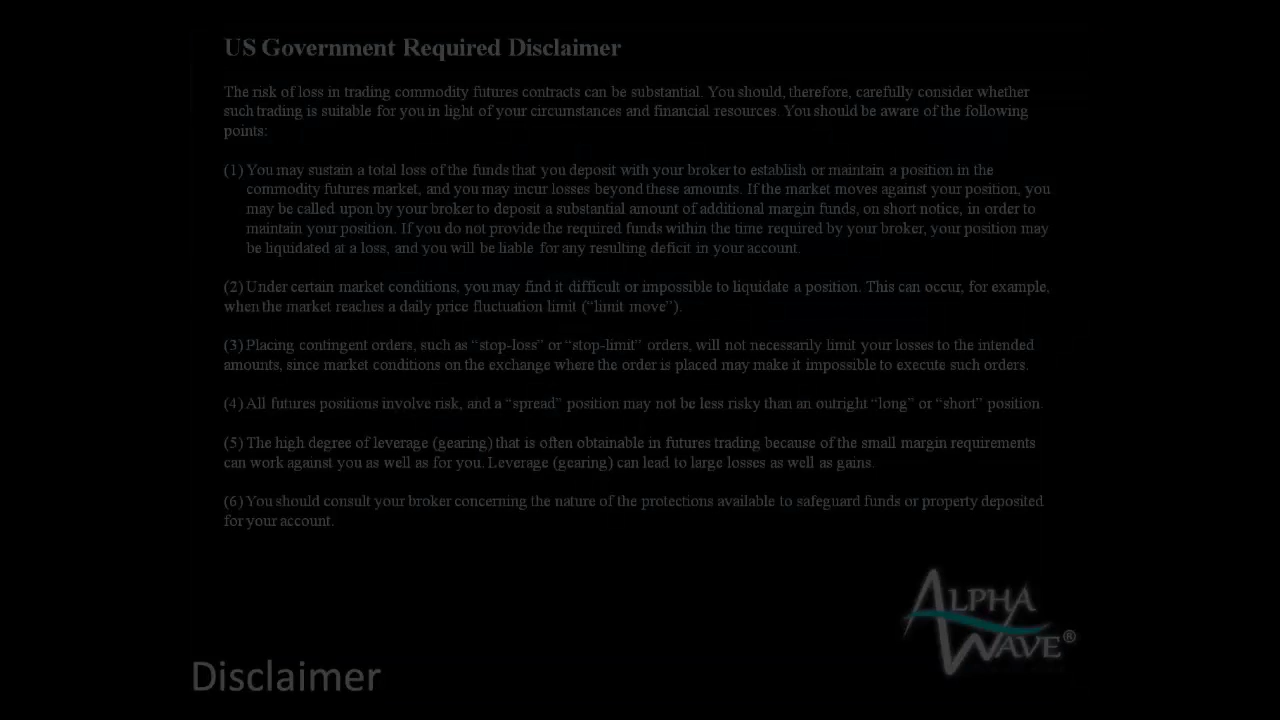 US Government Required Disclaimer
The risk of loss in trading commodity futures contracts can be substantial. You should, therefore, carefully consider whether
such trading is suitable for you in light of your circumstances and financial resources. You should be aware of the following
points:
(1) You may sustain a total loss of the funds that you deposit with your broker to establish or maintain a position in the
commodity futures market, and you may incur losses beyond these amounts. If the market moves against your position, you
may be called upon by your broker to deposit a substantial amount of additional margin funds, on short notice, in order to
maintain your position. If you do not provide the required funds within the time required by your broker, your position may
be liquidated at a loss, and you will be liable for any resulting deficit in your account.
(2) Under certain market conditions, you may find it difficult or impossible to liquidate a position. This can occur, for example,
when the market reaches a daily price fluctuation limit (“limit move”).
(3) Placing contingent orders, such as “stop-loss” or “stop-limit” orders, will not necessarily limit your losses to the intended
amounts, since market conditions on the exchange where the order is placed may make it impossible to execute such orders.
(4) All futures positions involve risk, and a “spread” position may not be less risky than an outright “long” or “short” position.
(5) The high degree of leverage (gearing) that is often obtainable in futures trading because of the small margin requirements
can work against you as well as for you. Leverage (gearing) can lead to large losses as well as gains.
(6) You should consult your broker concerning the nature of the protections available to safeguard funds or property deposited
for your account.
ALPHA
WAVE®
Disclaimer